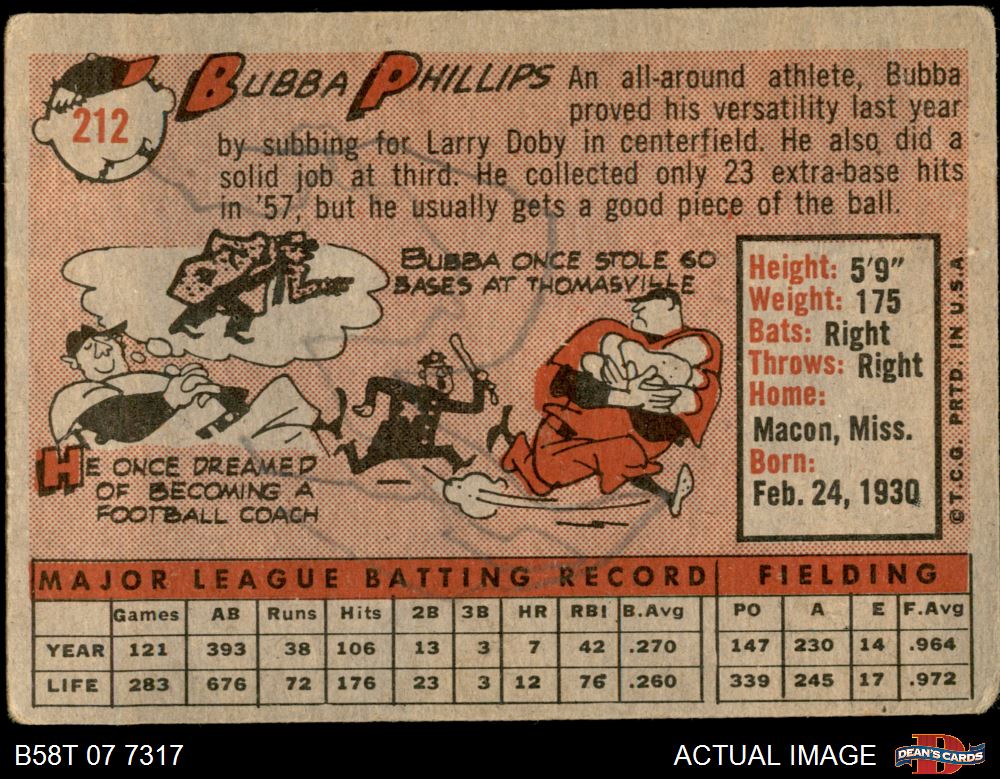 212
BUBBA PHILLIPS An all-around athlete, Bubba
proved his versatility last year
by subbing for Larry Doby in centerfield. He also did a
solid job at third. He collected only 23 extra-base hits
in '57, but he usually gets a good piece of the ball.
BUBBA ONCE STOLE 60
BASES AT THOMASVILLE
HE ONCE DREAMED
OF BECOMING A
FOOTBALL COACH
Height: 5'9"
Weight: 175
Bats: Right
Throws: Right
Home:
Macon, Miss.
Born:
Feb. 24, 1930
© T.C.G. PRTD. IN U.S.A.
MAJOR LEAGUE BATTING RECORD FIELDING
Games AB Runs Hits 2B 3B HR RBI B.Avg PO A E F.Avg
YEAR 121 393 38 106 13 3 7 42 .270 147 230 14 .964
LIFE 283 676 72 176 23 3 12 76 .260 339 245 17 .972
B58T 07 7317 ACTUAL IMAGE DEAN'S CARDS